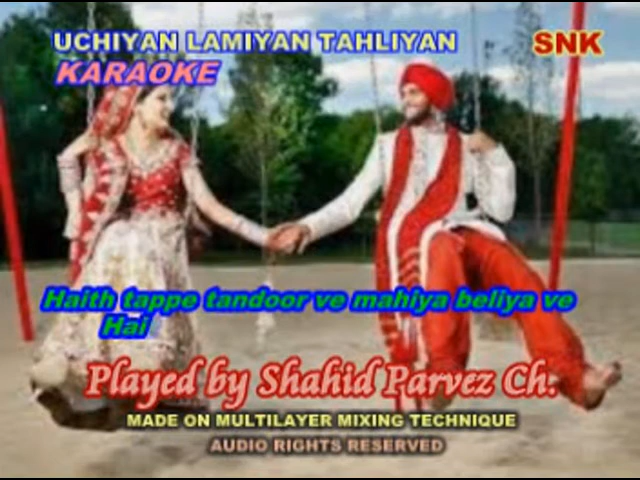 UCHIYAN LAMIYAN TAHLIYAN SNK
KARAOKE
Haith tappe tandoor ve mahiya beliya ve
Hai
Played by Shahid Parvez Ch.
MADE ON MULTILAYER MIXING TECHNIQUE
AUDIO RIGHTS RESERVED